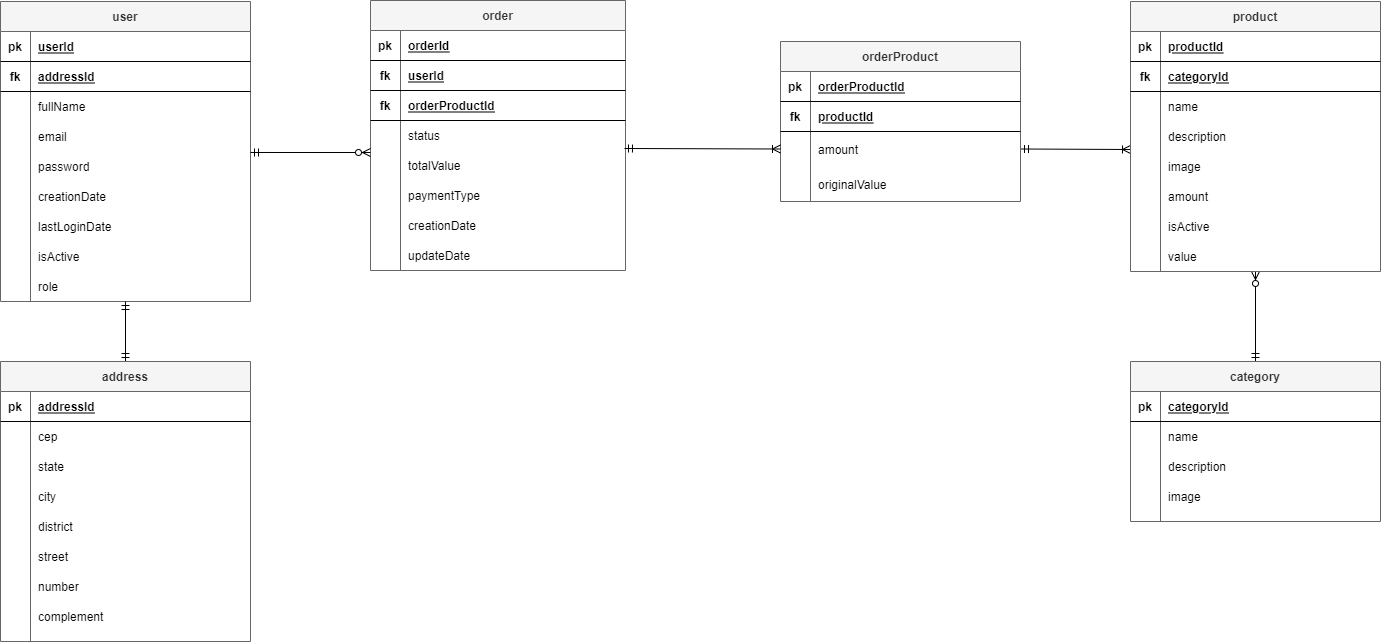 user
pk userId
fk addressId
fullName
email
password
creationDate
lastLoginDate
isActive
role
order
pk orderId
fk userId
fk orderProductId
status
totalValue
paymentType
creationDate
updateDate
orderProduct
pk orderProductId
fk productId
amount
originalValue
product
pk productId
fk categoryId
name
description
image
amount
isActive
value
address
pk addressId
cep
state
city
district
street
number
complement
category
pk categoryId
name
description
image